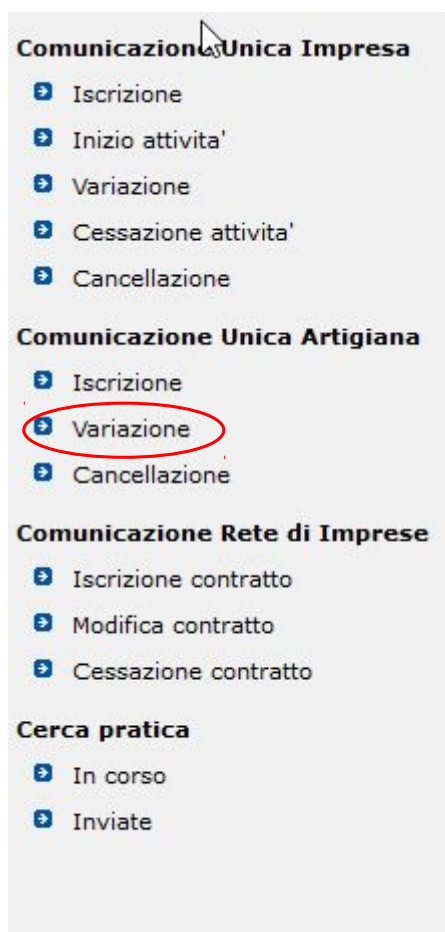 Comunicazione Unica Impresa
Iscrizione
Inizio attivita'
Variazione
Cessazione attivita'
Cancellazione
Comunicazione Unica Artigiana
Iscrizione
Variazione
Cancellazione
Comunicazione Rete di Imprese
Iscrizione contratto
Modifica contratto
Cessazione contratto
Cerca pratica
In corso
Inviate